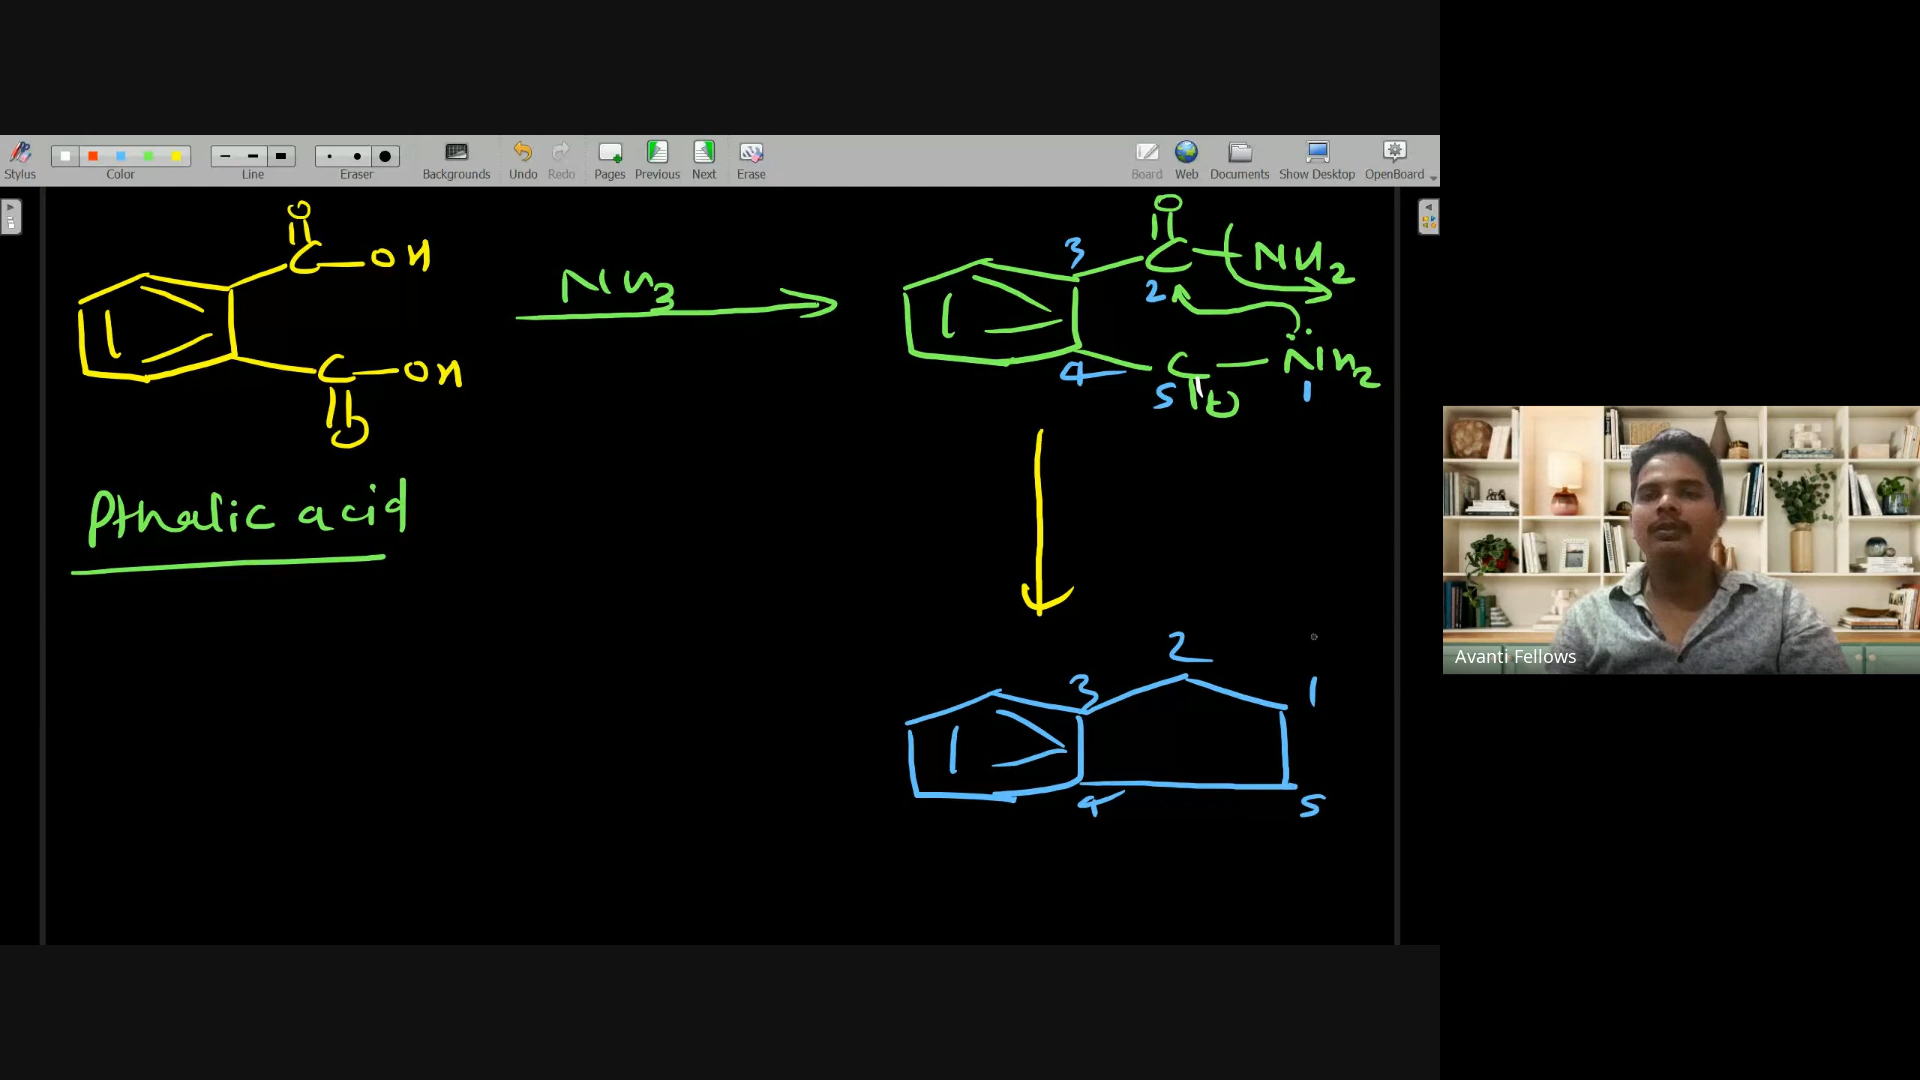 Stylus Color Line Eraser Backgrounds Undo Redo Pages Previous Next Erase Board Web Documents Show Desktop OpenBoard
O
C-OH
C-OH
O
Pthalic acid
NH3
O
3 C-NH2
2
4 C-NH2
5 O 1
2
3 1
4 5
Avanti Fellows